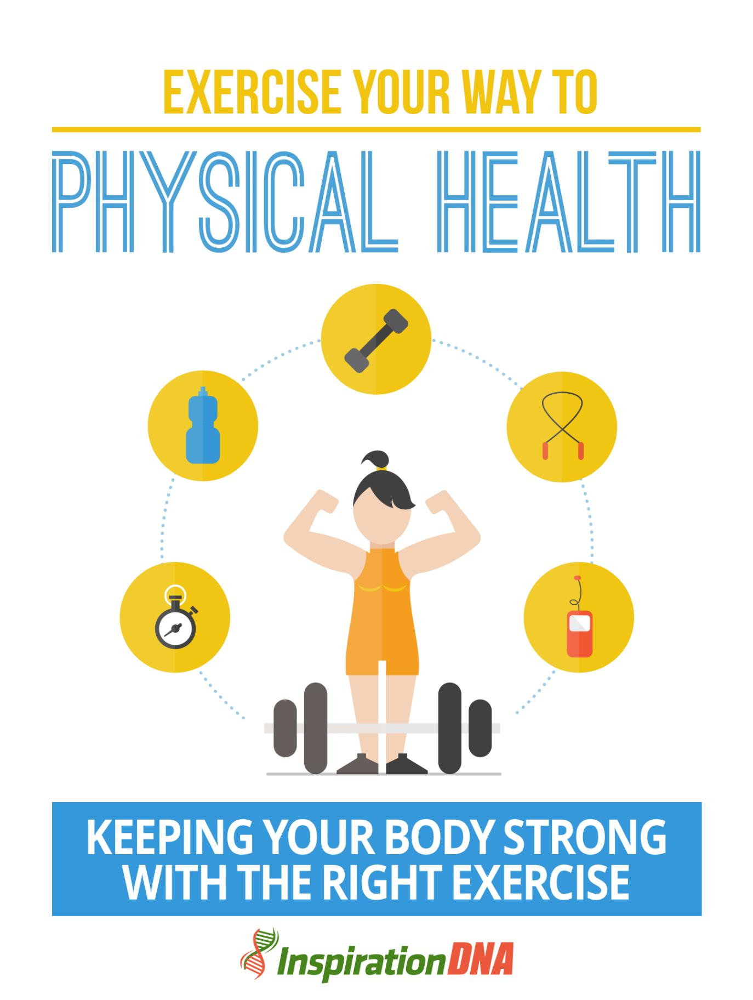 EXERCISE YOUR WAY TO
PHYSICAL HEALTH
KEEPING YOUR BODY STRONG
WITH THE RIGHT EXERCISE
InspirationDNA